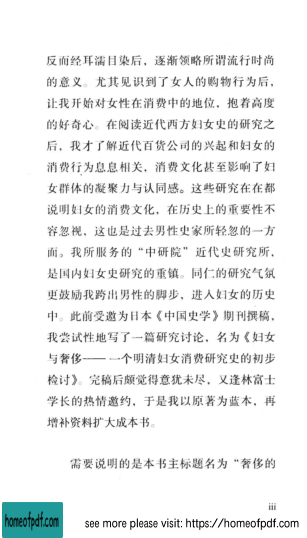 反而经耳濡目染后，逐渐领略所谓流行时尚
的意义。尤其见识到了女人的购物行为后，
让我开始对女性在消费中的地位，抱着高度
的好奇心。在阅读近代西方妇女史的研究之
后，我才了解近代百货公司的兴起和妇女的
消费行为息息相关，消费文化甚至影响了妇
女群体的凝聚力与认同感。这些研究在在都
说明妇女的消费文化，在历史上的重要性不
容忽视，这也是过去男性史家所轻忽的一方
面。我所服务的“中研院”近代史研究所，
是国内妇女史研究的重镇。同仁的研究气氛
更鼓励我跨出男性的脚步，进入妇女的历史
中。此前受邀为日本《中国史学》期刊撰稿，
我尝试性地写了一篇研究讨论，名为《妇女
与奢侈——一个明清妇女消费研究史的初步
检讨》。完稿后颇觉得意犹未尽，又逢林富士
学长的热情邀约，于是我以原著为蓝本，再
增补资料扩大成本书。
需要说明的是本书主标题名为“奢侈的
iii
homeofpdf.com
see more please visit: https://homeofpdf.com